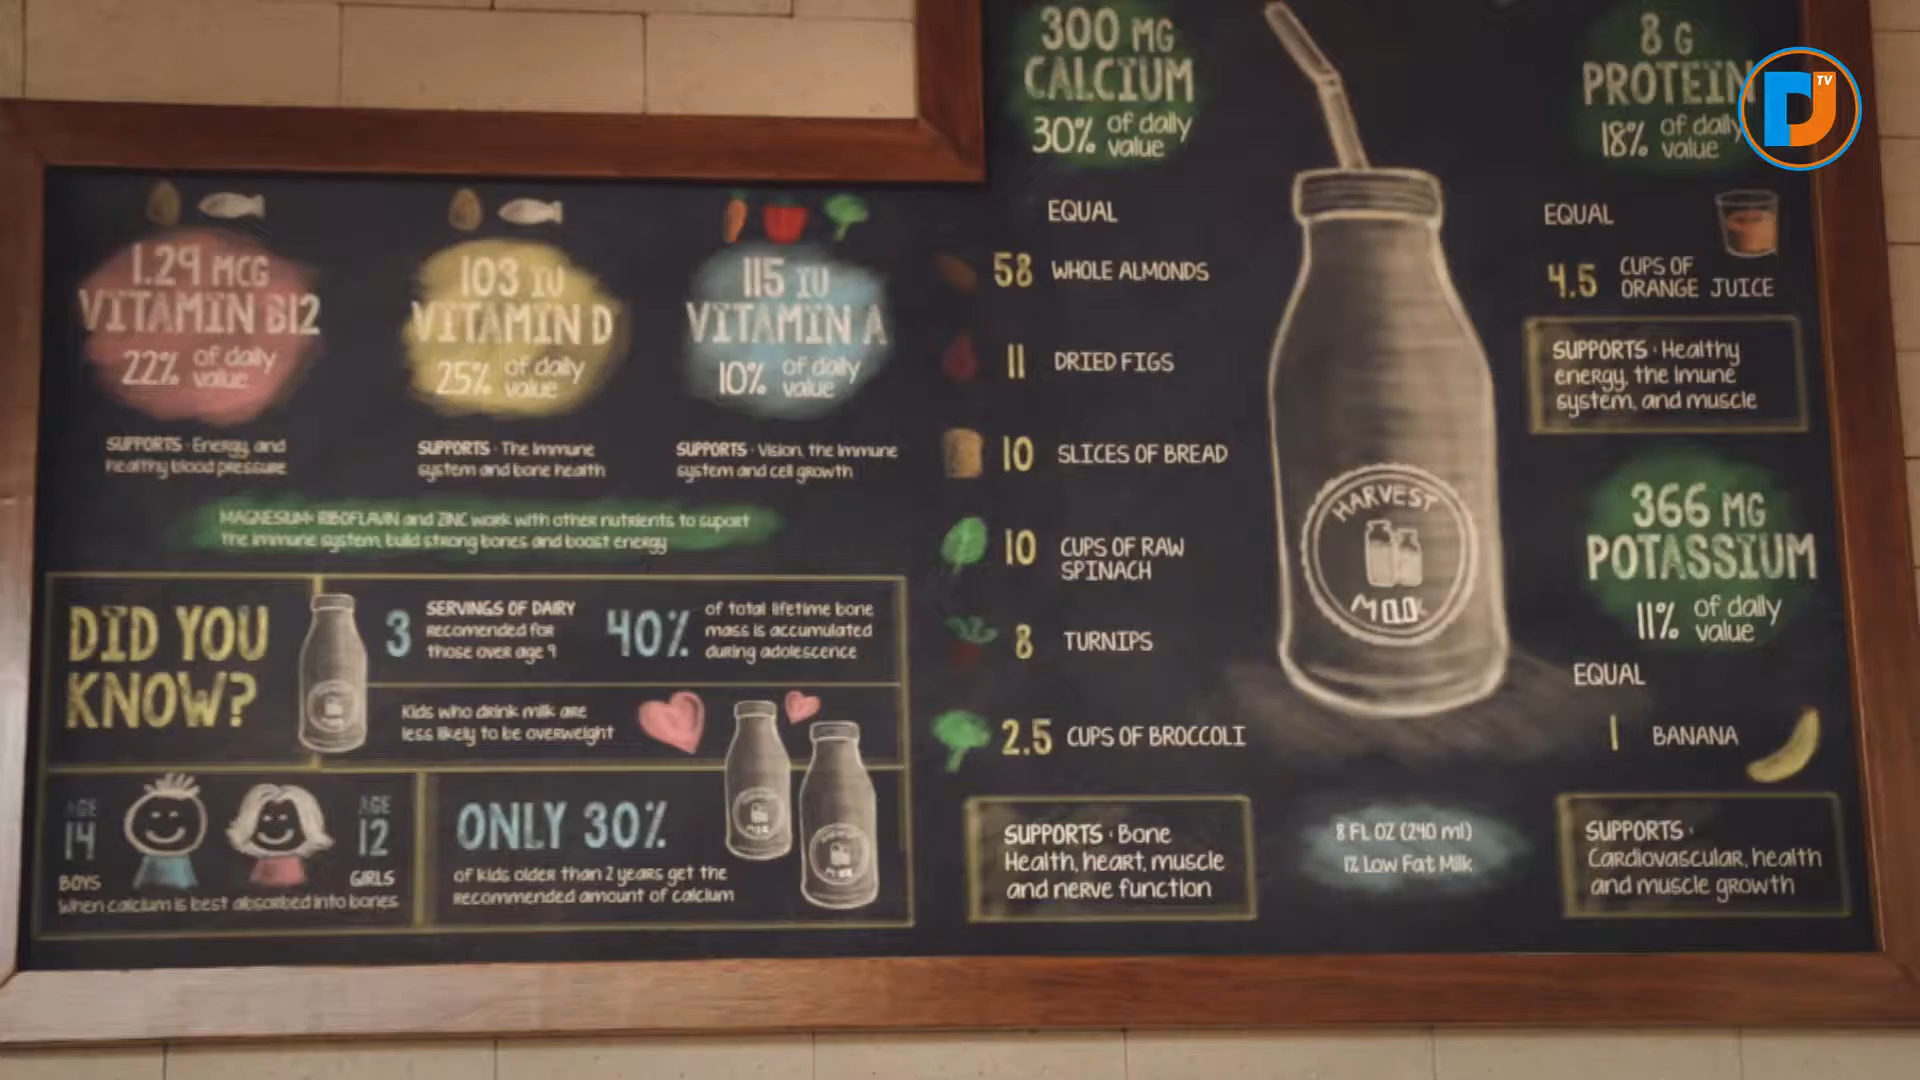 1.29 MCG
VITAMIN B12
22% of daily
value
SUPPORTS · Energy, and
healthy blood pressure
103 IU
VITAMIN D
25% of daily
value
SUPPORTS · The Immune
system and bone health
115 IU
VITAMIN A
10% of daily
value
SUPPORTS · Vision, the Immune
system and cell growth
MAGNESIUM· RIBOFLAVIN and ZINC work with other nutrients to suport
the immune system, build strong bones and boost energy
DID YOU
KNOW?
3 SERVINGS OF DAIRY
recomended for
those over age 9
40% of total lifetime bone
mass is accumulated
during adolescence
Kids who drink milk are
less likely to be overweight
AGE
14
BOYS
AGE
12
GIRLS
When calcium is best absorbed into bones
ONLY 30%
of kids older than 2 years get the
recommended amount of calcium
300 MG
CALCIUM
30% of daily
value
EQUAL
58 WHOLE ALMONDS
11 DRIED FIGS
10 SLICES OF BREAD
10 CUPS OF RAW
SPINACH
8 TURNIPS
2.5 CUPS OF BROCCOLI
SUPPORTS · Bone
Health, heart, muscle
and nerve function
HARVEST
MILK
8 FL OZ (240 ml)
1% Low Fat Milk
8 G
PROTEIN
18% of daily
value
EQUAL
4.5 CUPS OF
ORANGE JUICE
SUPPORTS · Healthy
energy, the Imune
system, and muscle
366 MG
POTASSIUM
11% of daily
value
EQUAL
1 BANANA
SUPPORTS ·
Cardiovascular, health
and muscle growth
DJ TV